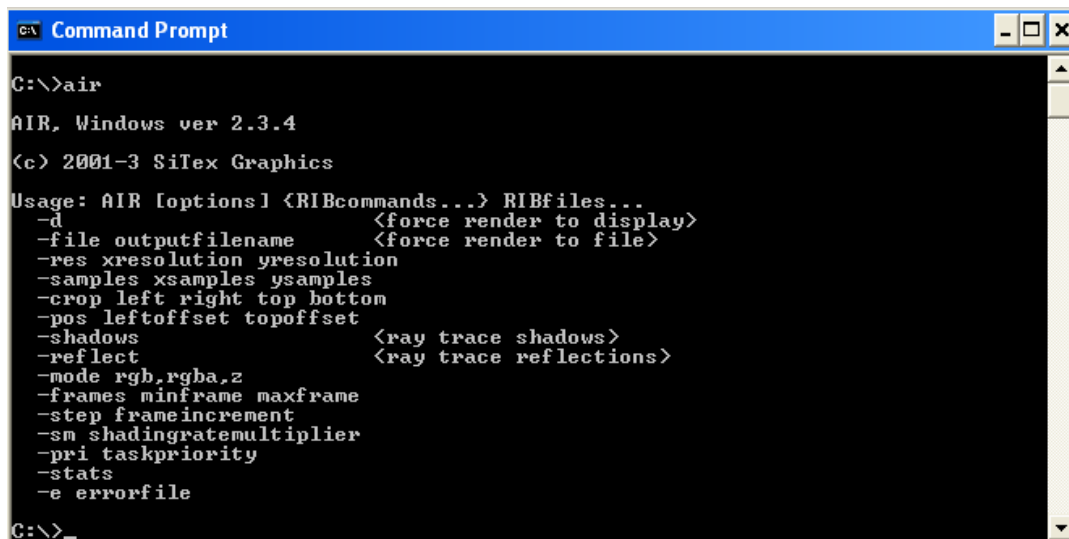 Command Prompt
C:\>air
AIR, Windows ver 2.3.4
(c) 2001-3 SiTex Graphics
Usage: AIR [options] {RIBcommands...} RIBfiles...
-d <force render to display>
-file outputfilename <force render to file>
-res xresolution yresolution
-samples xsamples ysamples
-crop left right top bottom
-pos leftoffset topoffset
-shadows <ray trace shadows>
-reflect <ray trace reflections>
-mode rgb,rgba,z
-frames minframe maxframe
-step frameincrement
-sm shadingratemultiplier
-pri taskpriority
-stats
-e errorfile
C:\>_